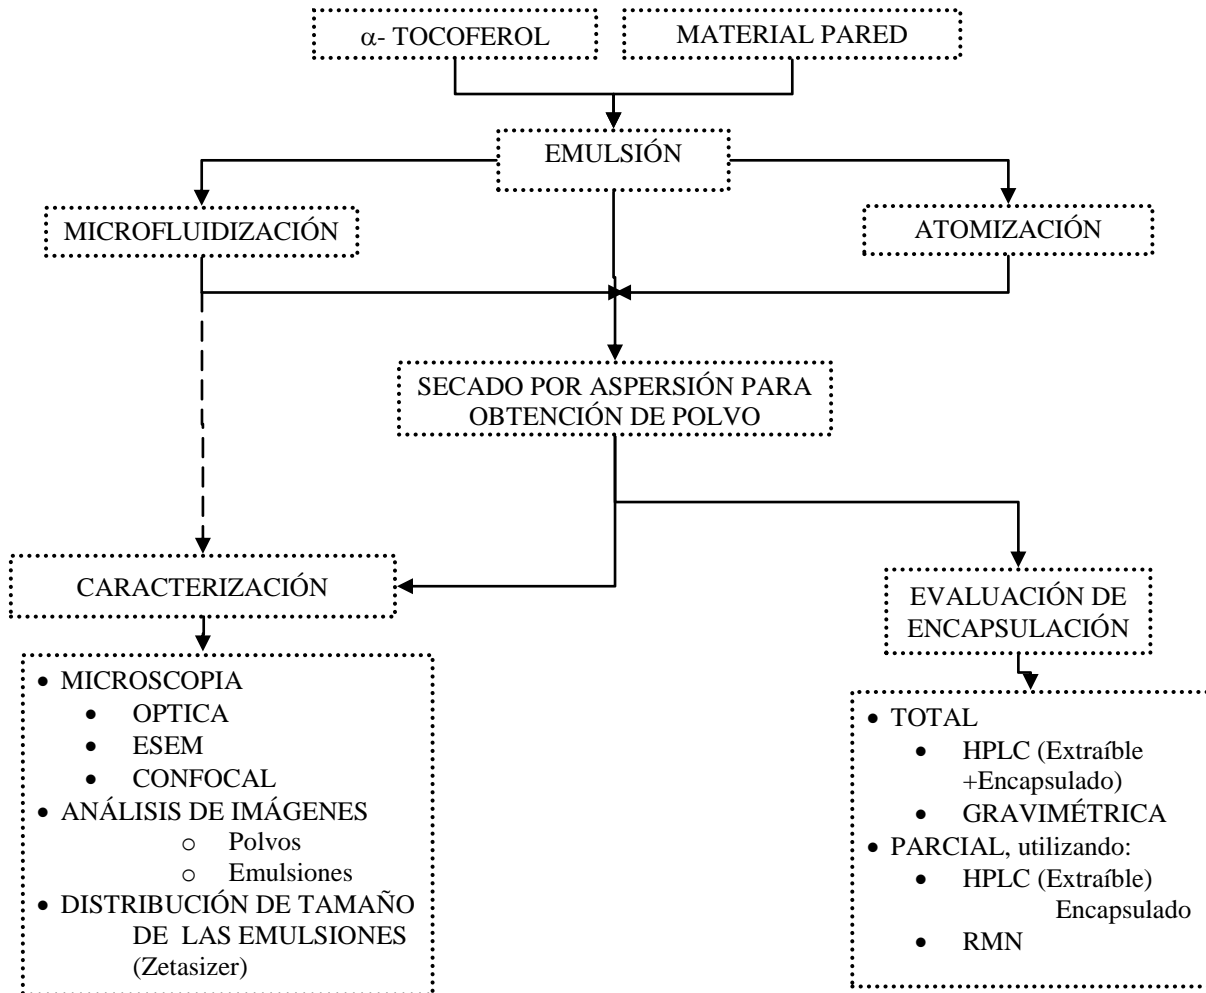 α- TOCOFEROL
MATERIAL PARED
EMULSIÓN
MICROFLUIDIZACIÓN
ATOMIZACIÓN
SECADO POR ASPERSIÓN PARA
OBTENCIÓN DE POLVO
CARACTERIZACIÓN
EVALUACIÓN DE
ENCAPSULACIÓN
• MICROSCOPIA
• OPTICA
• ESEM
• CONFOCAL
• ANÁLISIS DE IMÁGENES
o Polvos
o Emulsiones
• DISTRIBUCIÓN DE TAMAÑO
DE LAS EMULSIONES
(Zetasizer)
• TOTAL
• HPLC (Extraíble
+Encapsulado)
• GRAVIMÉTRICA
• PARCIAL, utilizando:
• HPLC (Extraíble)
Encapsulado
• RMN